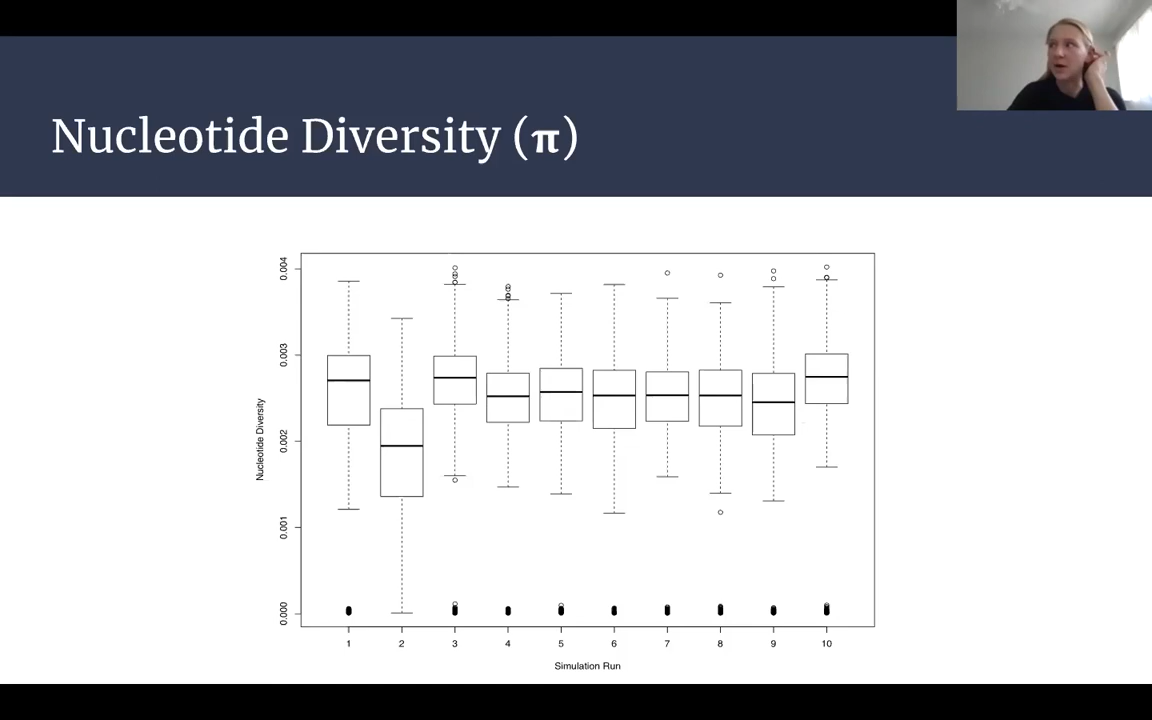 Nucleotide Diversity (π)
Nucleotide Diversity
0.004
0.003
0.002
0.001
0.000
1 2 3 4 5 6 7 8 9 10
Simulation Run